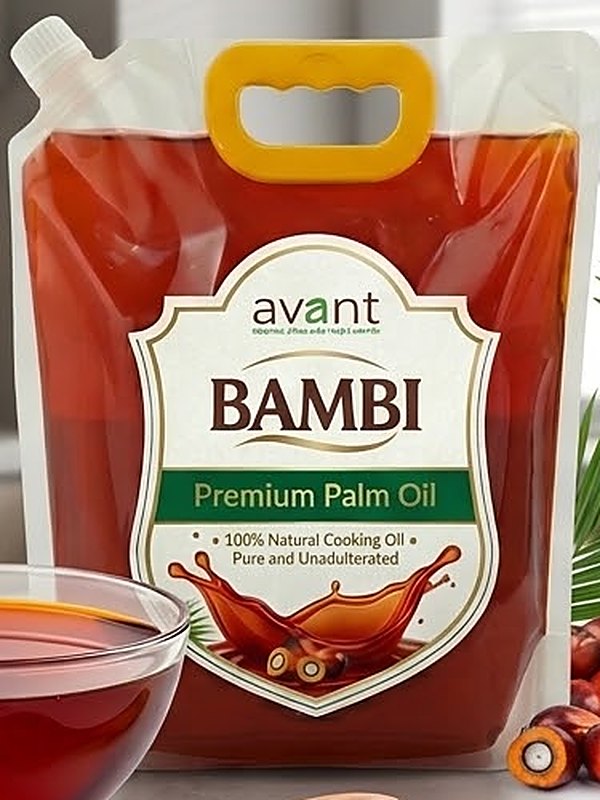 avant
BAMBI
Premium Palm Oil
• 100% Natural Cooking Oil •
Pure and Unadulterated